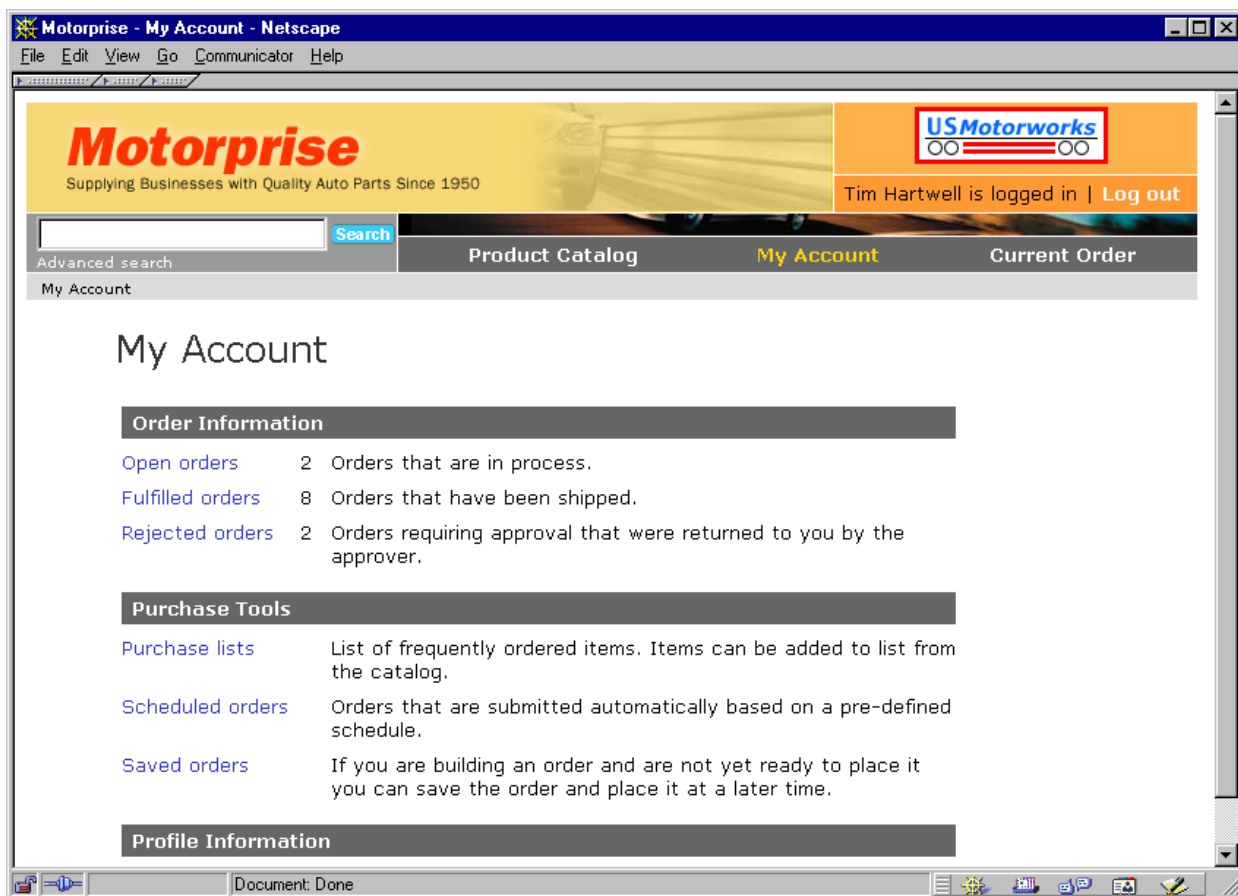 Motorprise - My Account - Netscape
File Edit View Go Communicator Help
Motorprise
Supplying Businesses with Quality Auto Parts Since 1950
USMotorworks
Tim Hartwell is logged in | Log out
Search
Advanced search
Product Catalog My Account Current Order
My Account
My Account
Order Information
Open orders 2 Orders that are in process.
Fulfilled orders 8 Orders that have been shipped.
Rejected orders 2 Orders requiring approval that were returned to you by the
approver.
Purchase Tools
Purchase lists List of frequently ordered items. Items can be added to list from
the catalog.
Scheduled orders Orders that are submitted automatically based on a pre-defined
schedule.
Saved orders If you are building an order and are not yet ready to place it
you can save the order and place it at a later time.
Profile Information
Document: Done